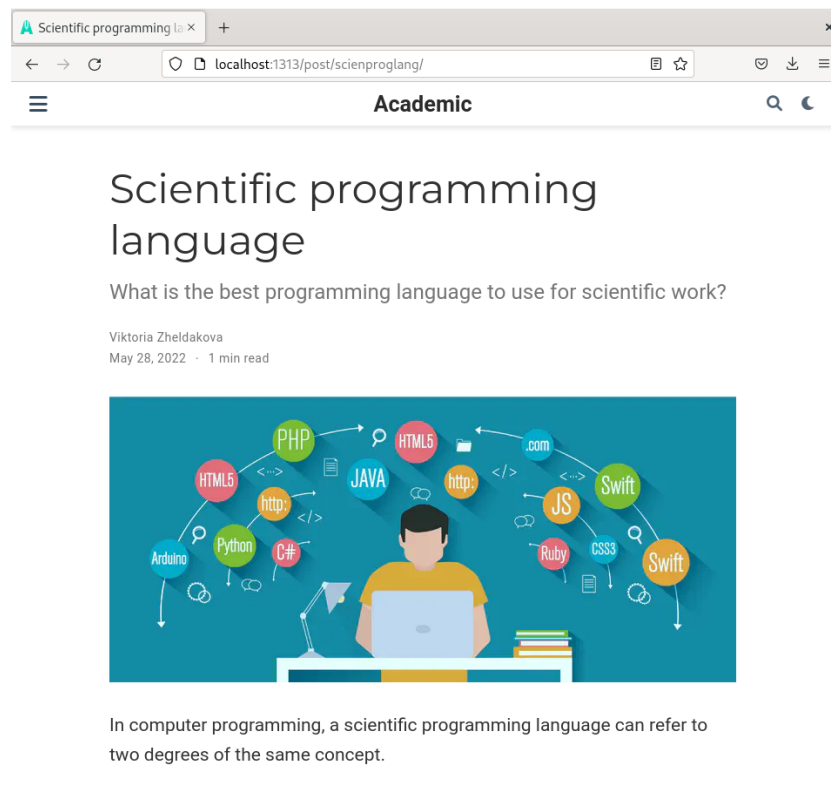 Scientific programming la
localhost:1313/post/scienproglang/
Academic
Scientific programming
language
What is the best programming language to use for scientific work?
Viktoria Zheldakova
May 28, 2022 · 1 min read
PHP
HTML5
.com
HTML5
JAVA
http:
</>
Swift
http:
JS
</>
Arduino
Python
C#
Ruby
CSS3
Swift
In computer programming, a scientific programming language can refer to
two degrees of the same concept.